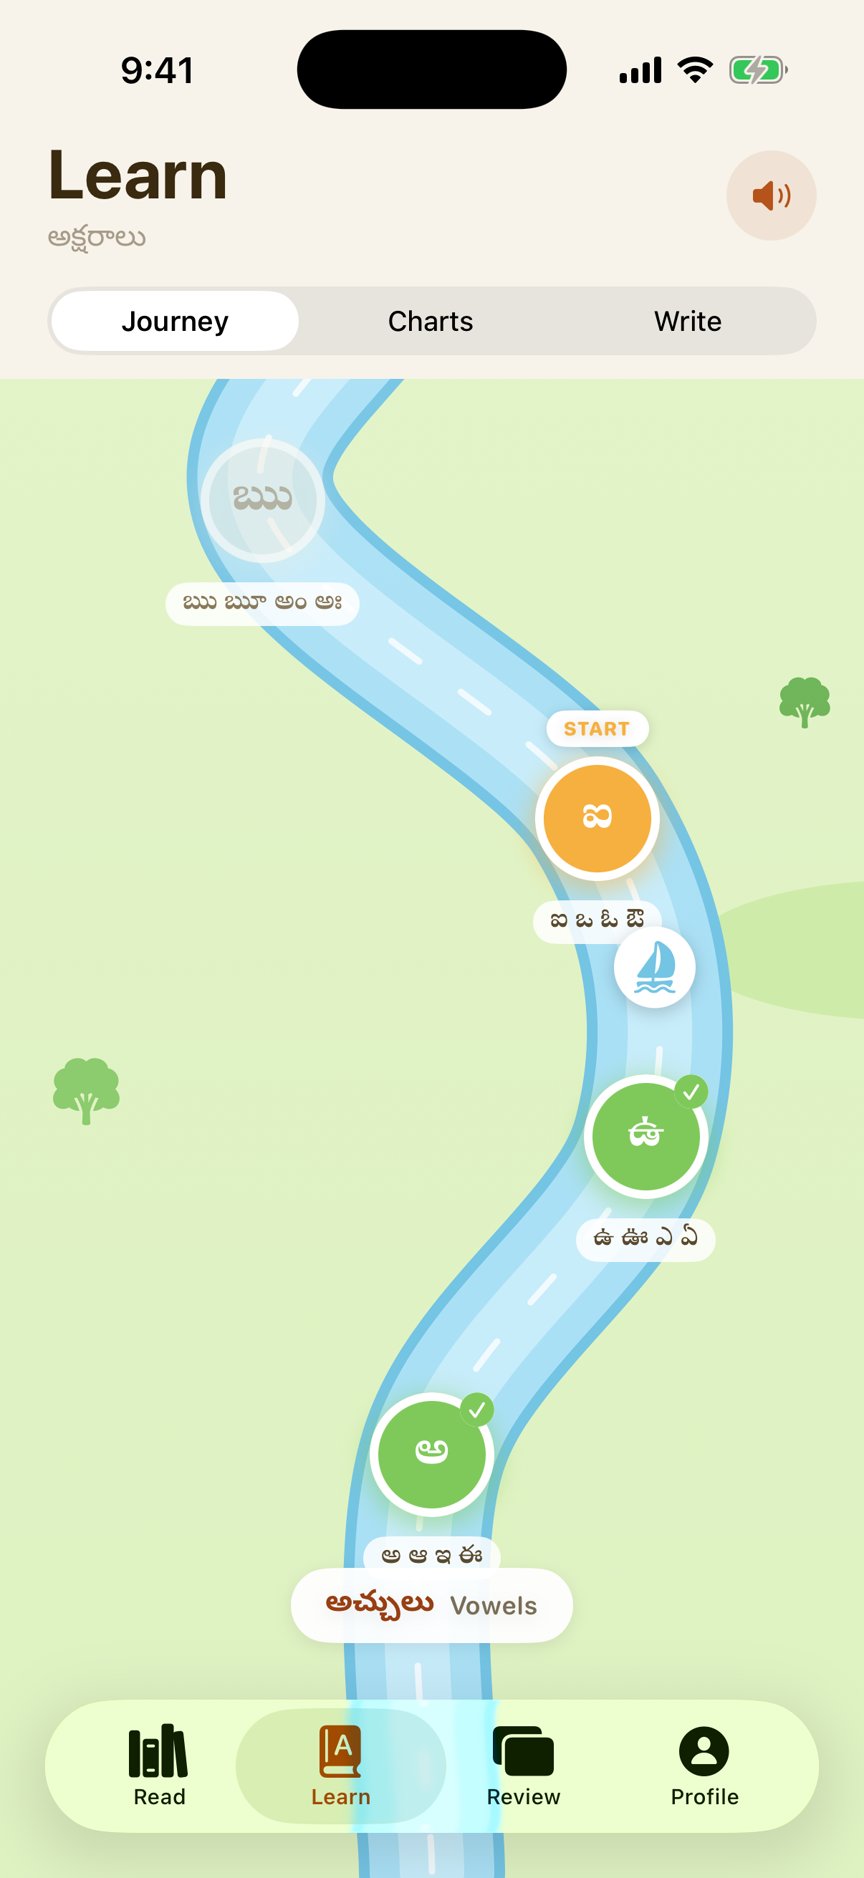 9:41
Learn
అక్షరాలు
Journey Charts Write
ఋ
ఋ ౠ అం అః
START
ఐ
ఐ ఒ ఓ ఔ
ఉ
ఉ ఊ ఎ ఏ
అ
అ ఆ ఇ ఈ
అచ్చులు Vowels
A
Read Learn Review Profile